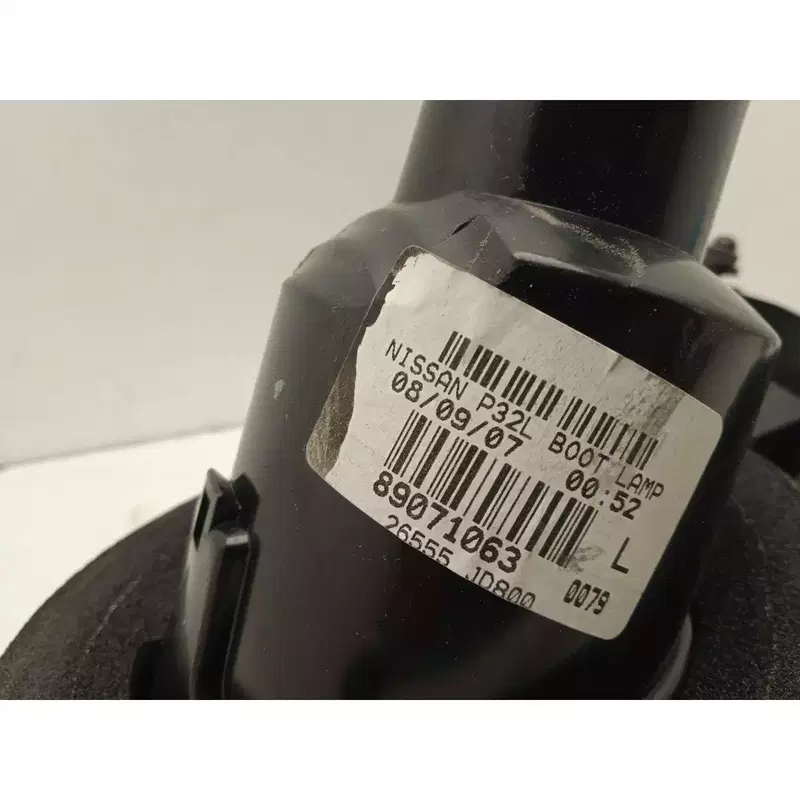 NISSAN P32L BOOT LAMP
08/09/07 00:52
89071063 L
26555 JD800 0079